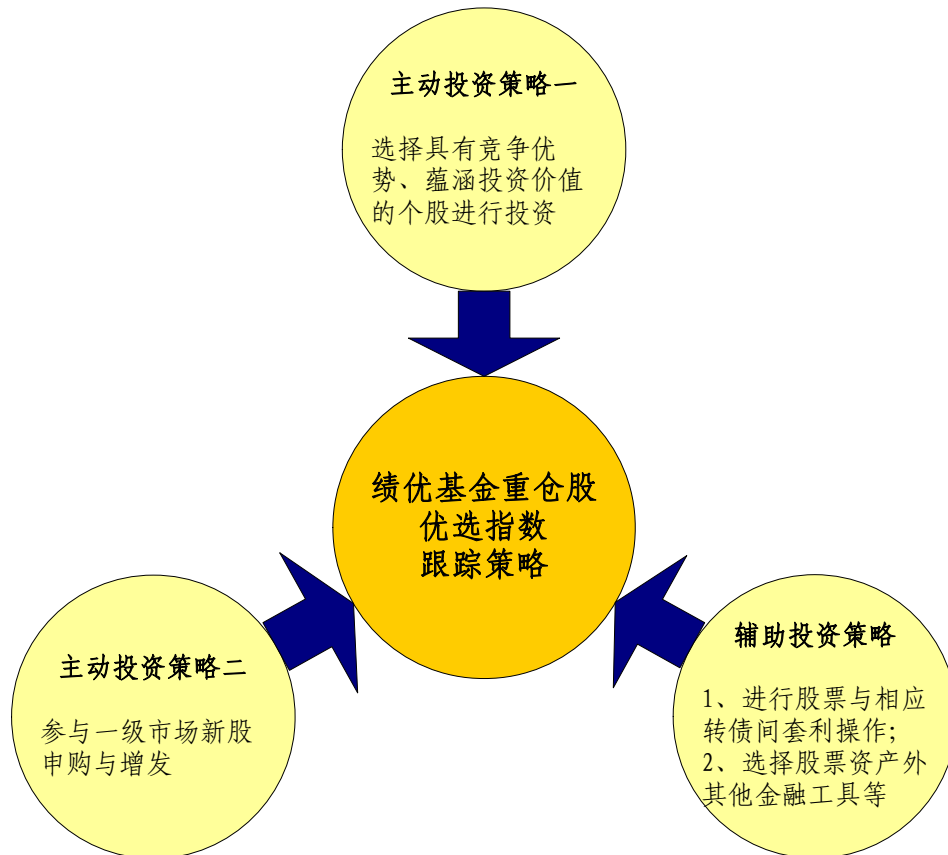 主动投资策略一
选择具有竞争优
势、蕴涵投资价值
的个股进行投资
绩优基金重仓股
优选指数
跟踪策略
主动投资策略二
参与一级市场新股
申购与增发
辅助投资策略
1、进行股票与相应
转债间套利操作;
2、选择股票资产外
其他金融工具等